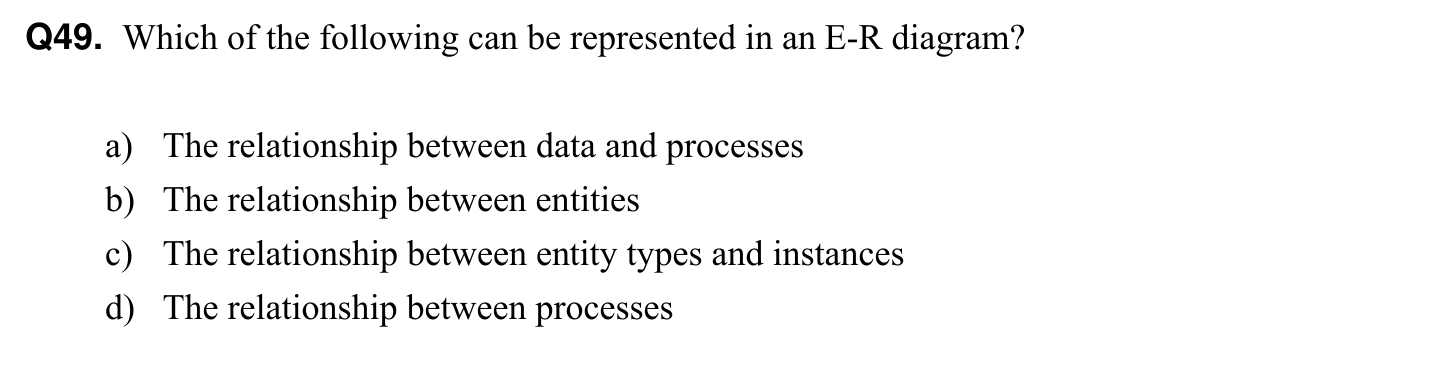 Q49. Which of the following can be represented in an E-R diagram?
a) The relationship between data and processes
b) The relationship between entities
c) The relationship between entity types and instances
d) The relationship between processes